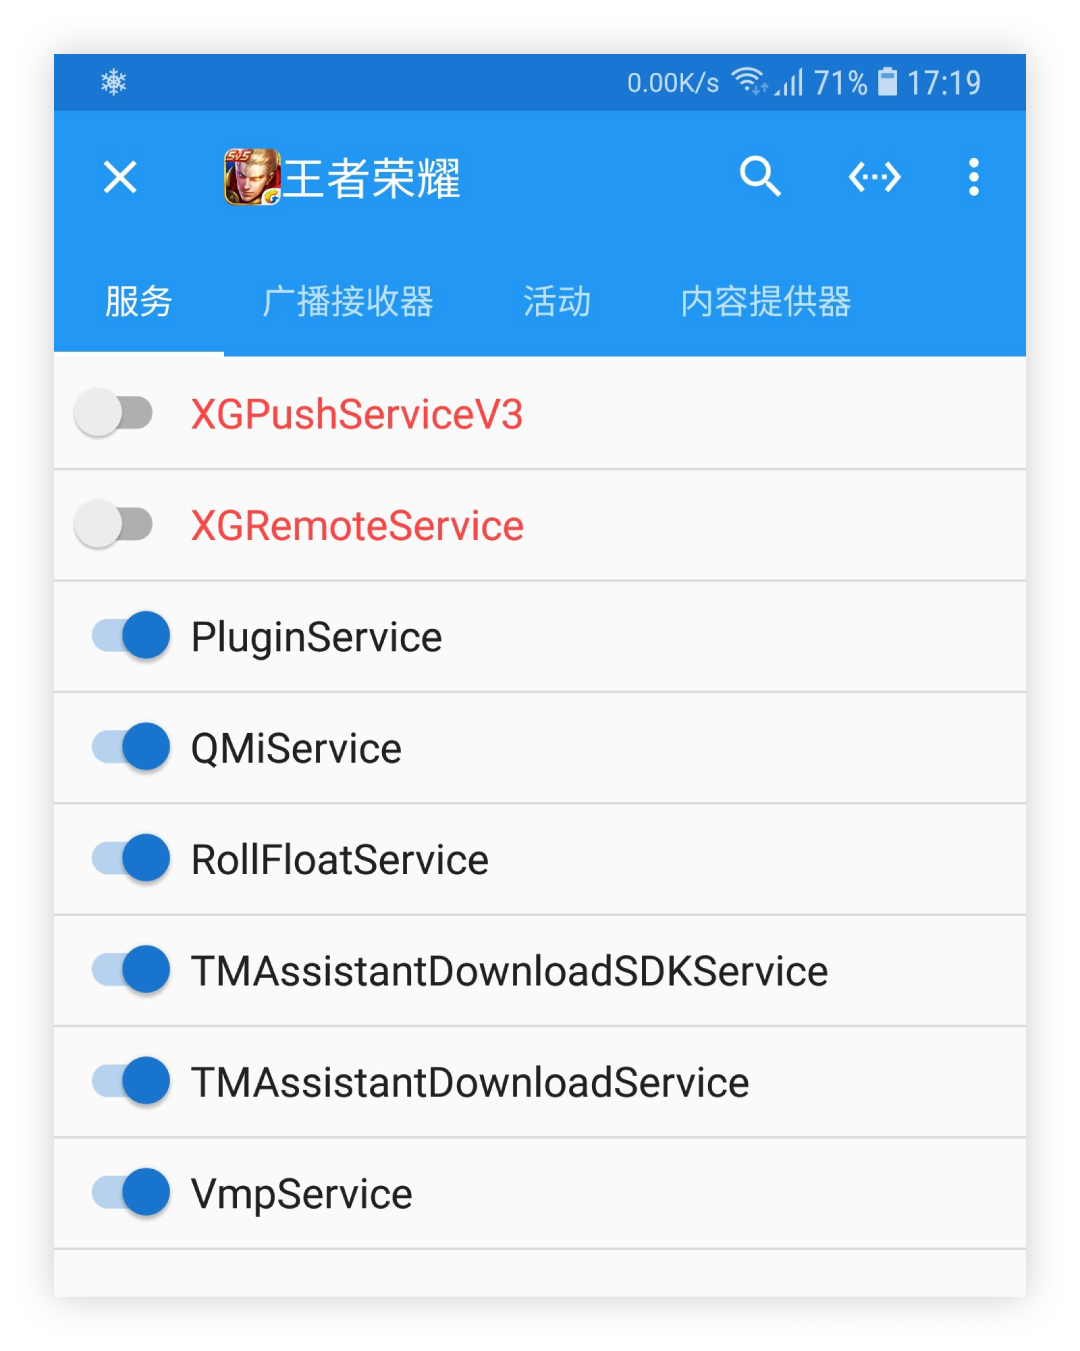 0.00K/s 71% 17:19
5V5
王者荣耀
服务 广播接收器 活动 内容提供器
XGPushServiceV3
XGRemoteService
PluginService
QMiService
RollFloatService
TMAssistantDownloadSDKService
TMAssistantDownloadService
VmpService